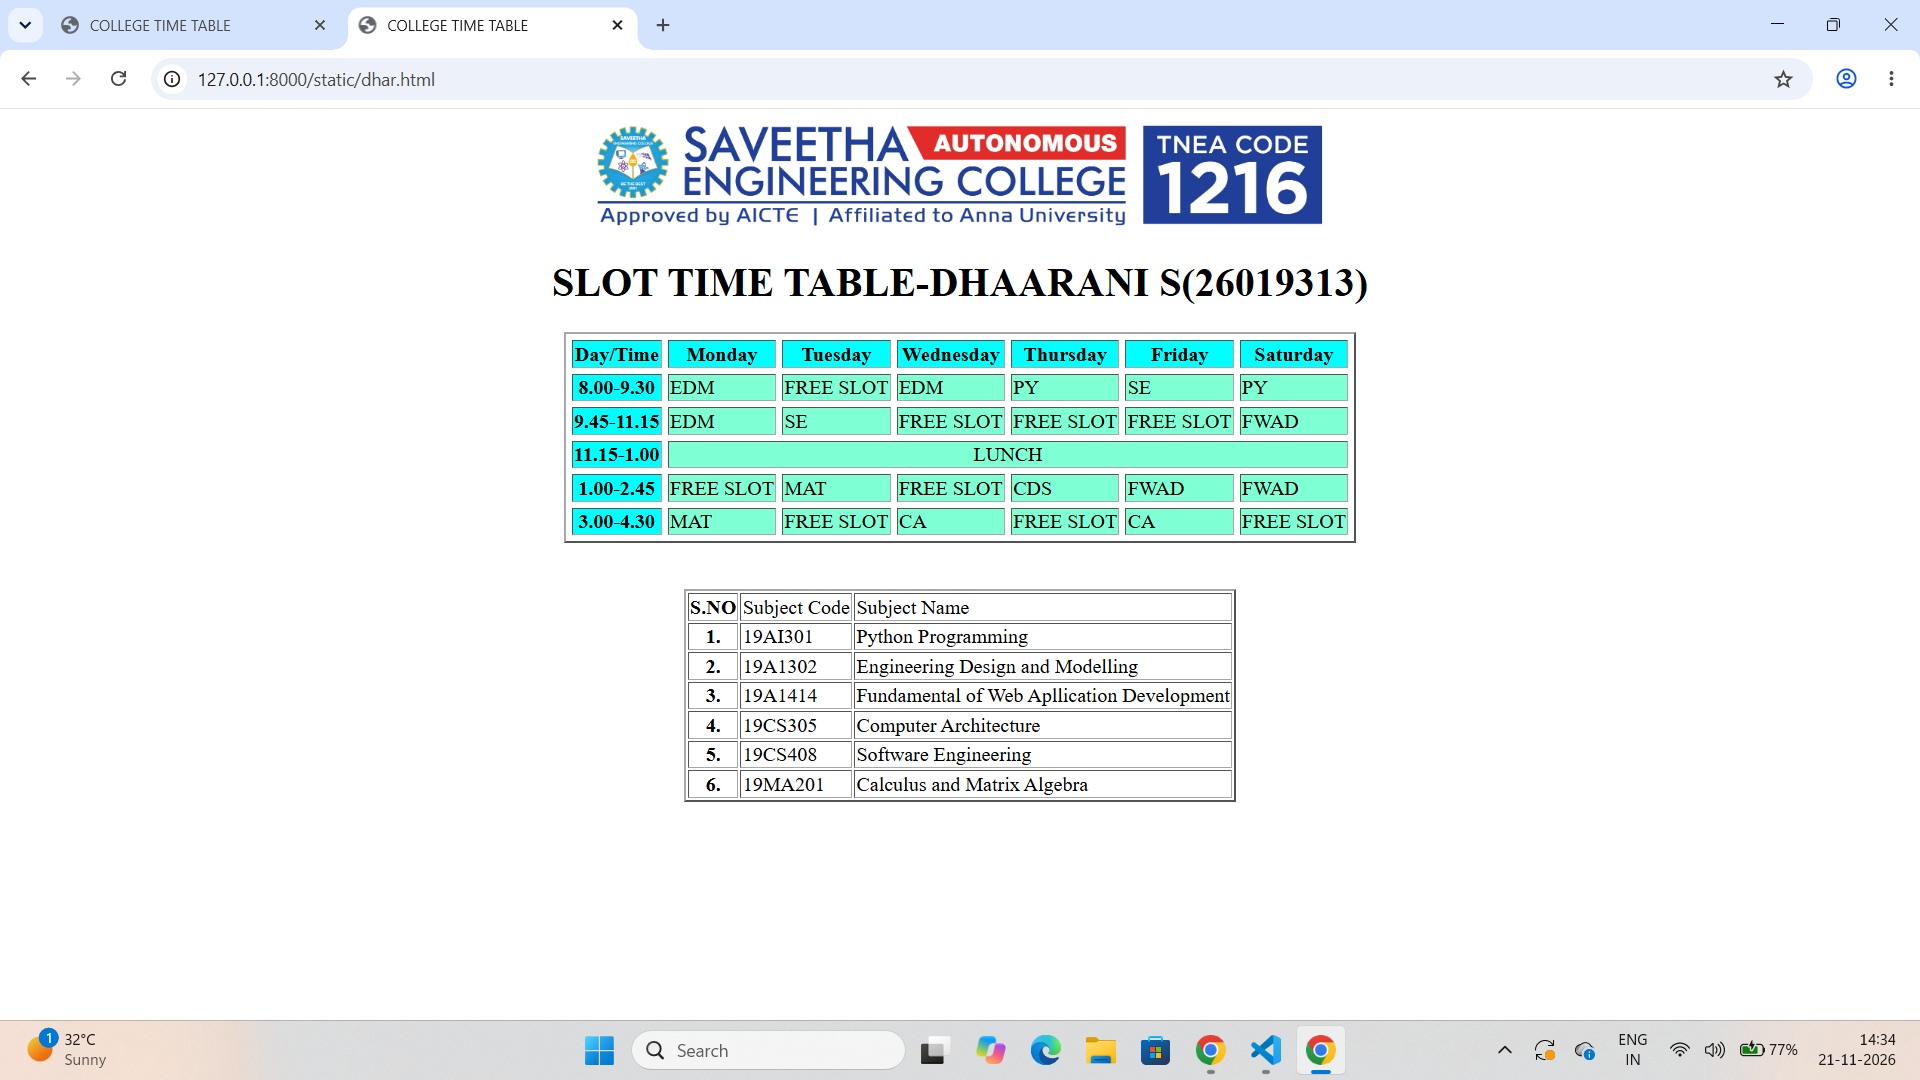 COLLEGE TIME TABLE
COLLEGE TIME TABLE
127.0.0.1:8000/static/dhar.html
SAVEETHA AUTONOMOUS
ENGINEERING COLLEGE
Approved by AICTE | Affiliated to Anna University
TNEA CODE
1216
SLOT TIME TABLE-DHAARANI S(26019313)
Day/Time Monday Tuesday Wednesday Thursday Friday Saturday
8.00-9.30 EDM FREE SLOT EDM PY SE PY
9.45-11.15 EDM SE FREE SLOT FREE SLOT FREE SLOT FWAD
11.15-1.00 LUNCH
1.00-2.45 FREE SLOT MAT FREE SLOT CDS FWAD FWAD
3.00-4.30 MAT FREE SLOT CA FREE SLOT CA FREE SLOT
S.NO Subject Code Subject Name
1. 19AI301 Python Programming
2. 19A1302 Engineering Design and Modelling
3. 19A1414 Fundamental of Web Apllication Development
4. 19CS305 Computer Architecture
5. 19CS408 Software Engineering
6. 19MA201 Calculus and Matrix Algebra
1
32°C
Sunny
Search
ENG
IN
77%
14:34
21-11-2026